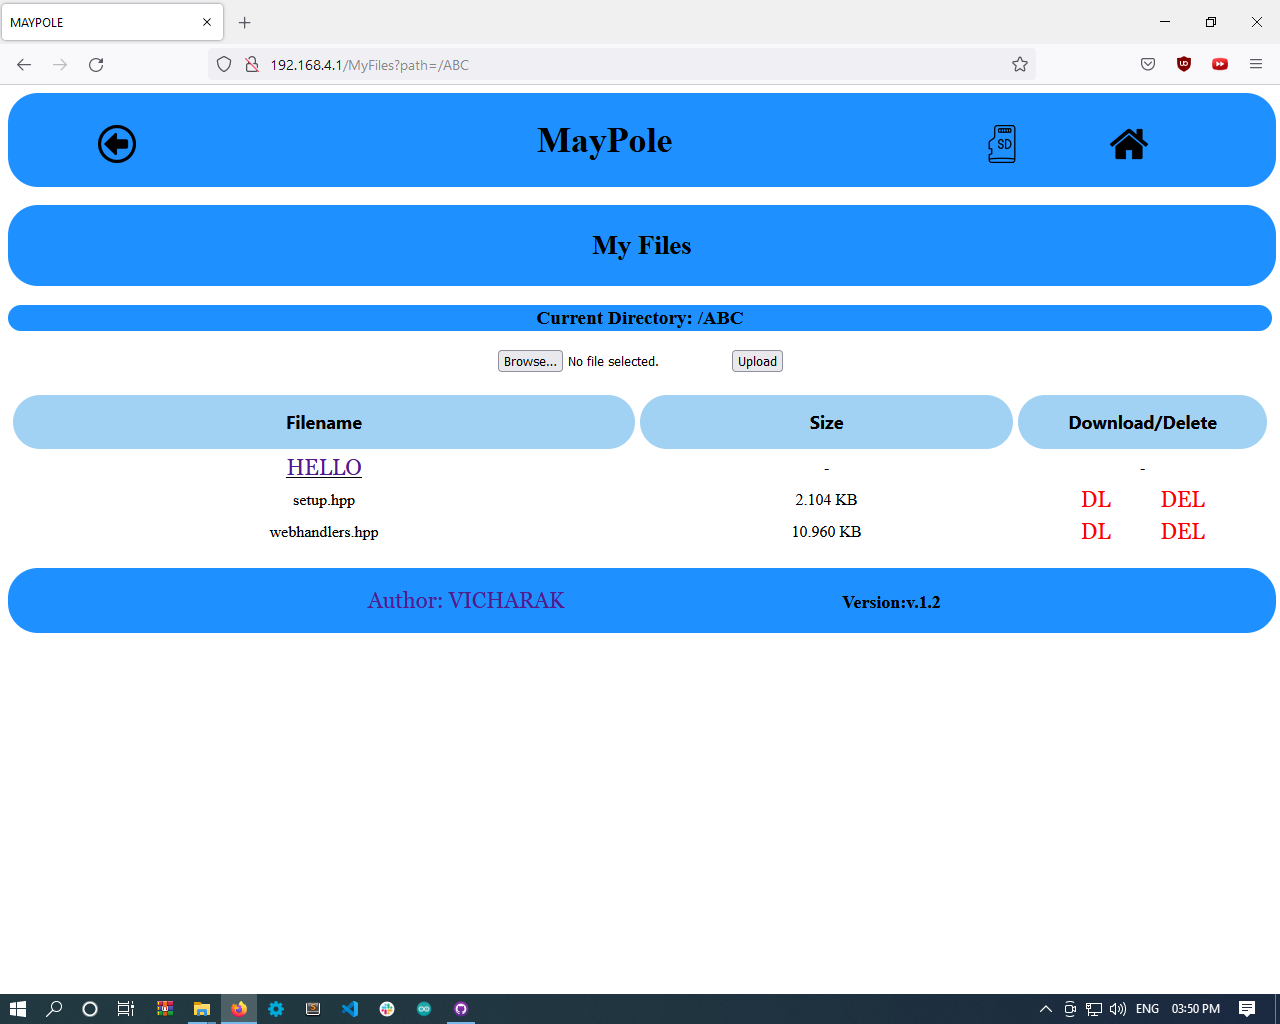 MAYPOLE
192.168.4.1/MyFiles?path=/ABC
MayPole
SD
My Files
Current Directory: /ABC
Browse... No file selected. Upload
Filename Size Download/Delete
HELLO - -
setup.hpp 2.104 KB DL DEL
webhandlers.hpp 10.960 KB DL DEL
Author: VICHARAK Version:v.1.2
ENG 03:50 PM